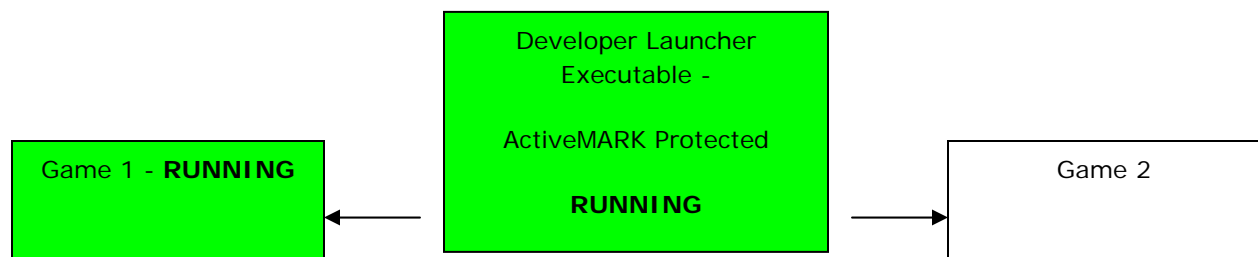 Developer Launcher
Executable -
ActiveMARK Protected
RUNNING
Game 1 - RUNNING
Game 2